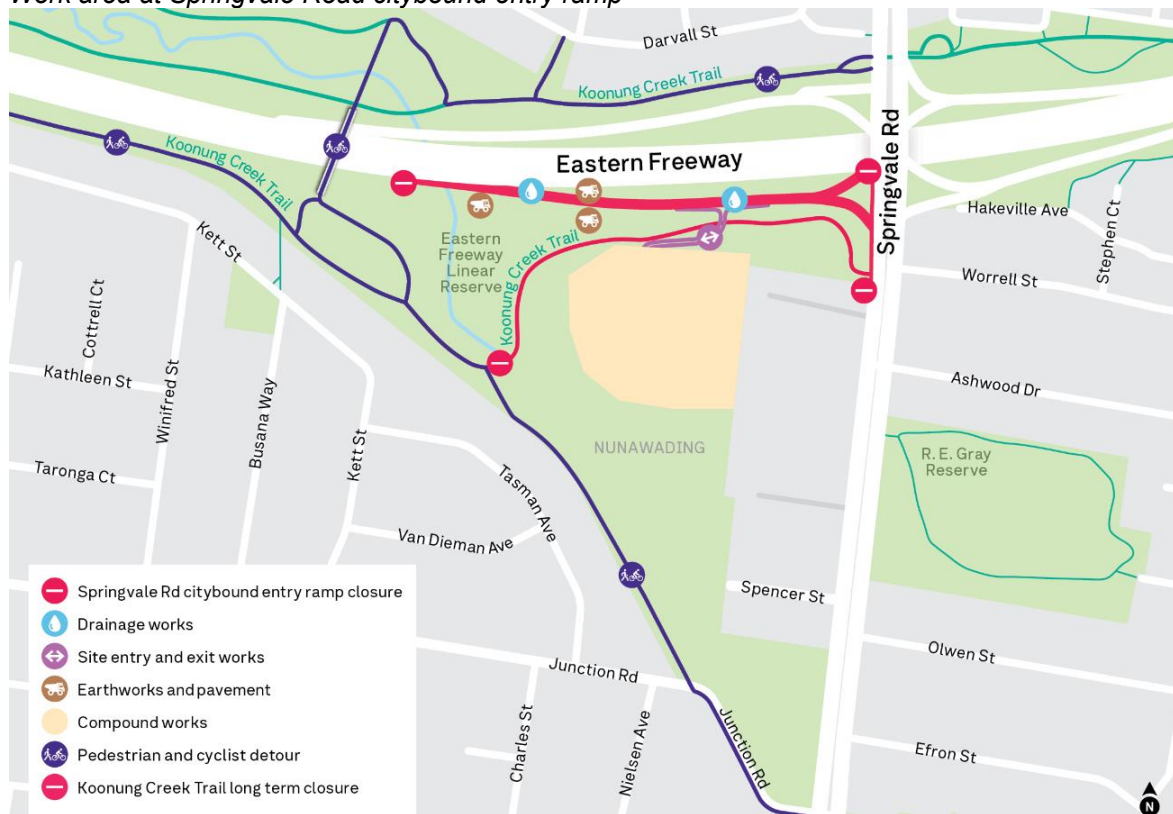 Work area at Springvale Road citybound entry ramp
Darvall St
Koonung Creek Trail
Springvale Rd
Eastern Freeway
Koonung Creek Trail
Hakeville Ave
Stephen Ct
Kett St
Eastern
Freeway
Linear
Reserve
Koonung Creek Trail
Worrell St
Cottrell Ct
Kathleen St
Winifred St
Busana Way
Kett St
Ashwood Dr
NUNAWADING
R. E. Gray
Reserve
Taronga Ct
Tasman Ave
Van Dieman Ave
Spencer St
Olwen St
Junction Rd
Junction Rd
Charles St
Nielsen Ave
Efron St
Springvale Rd citybound entry ramp closure
Drainage works
Site entry and exit works
Earthworks and pavement
Compound works
Pedestrian and cyclist detour
Koonung Creek Trail long term closure
N